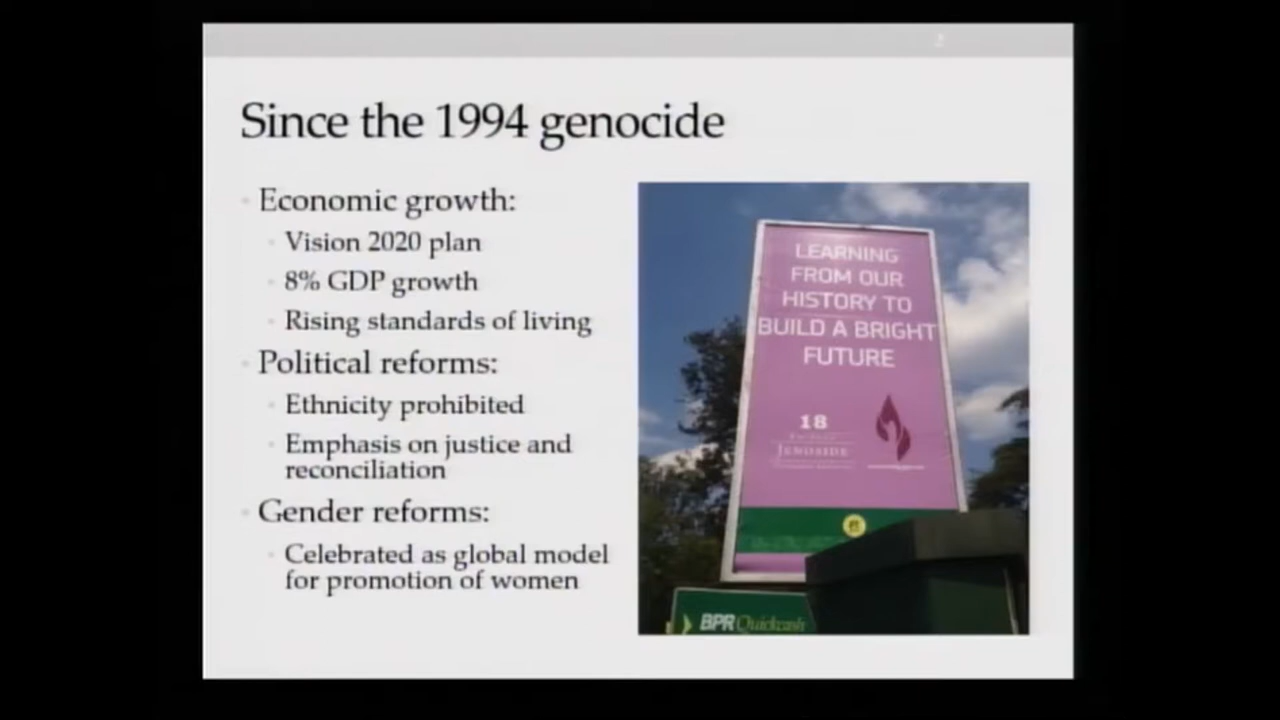 Since the 1994 genocide
Economic growth:
Vision 2020 plan
8% GDP growth
Rising standards of living
Political reforms:
Ethnicity prohibited
Emphasis on justice and
reconciliation
Gender reforms:
Celebrated as global model
for promotion of women
LEARNING
FROM OUR
HISTORY TO
BUILD A BRIGHT
FUTURE
18
JENOSIDE
BPR Quickcash